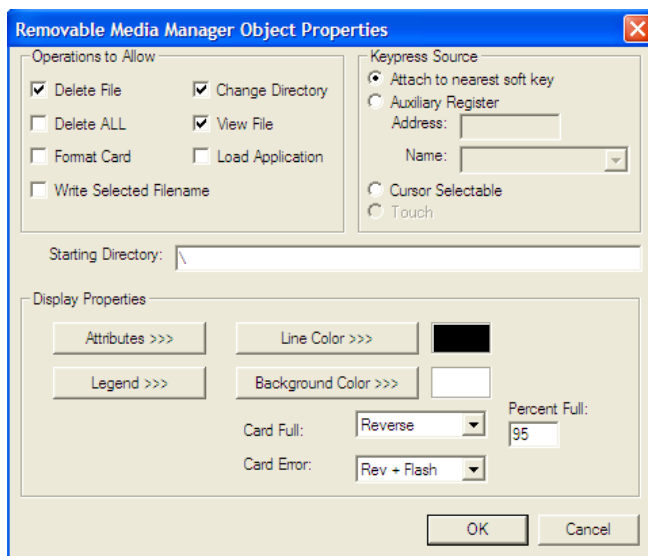 Removable Media Manager Object Properties
Operations to Allow
Delete File
Change Directory
Delete ALL
View File
Format Card
Load Application
Write Selected Filename
Keypress Source
Attach to nearest soft key
Auxiliary Register
Address:
Name:
Cursor Selectable
Touch
Starting Directory: \
Display Properties
Attributes >>>
Line Color >>>
Legend >>>
Background Color >>>
Percent Full:
Card Full: Reverse 95
Card Error: Rev + Flash
OK Cancel